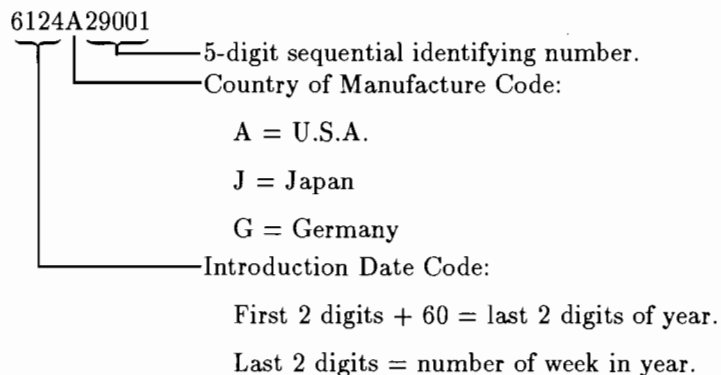 6124A29001
5-digit sequential identifying number.
Country of Manufacture Code:
A = U.S.A.
J = Japan
G = Germany
Introduction Date Code:
First 2 digits + 60 = last 2 digits of year.
Last 2 digits = number of week in year.